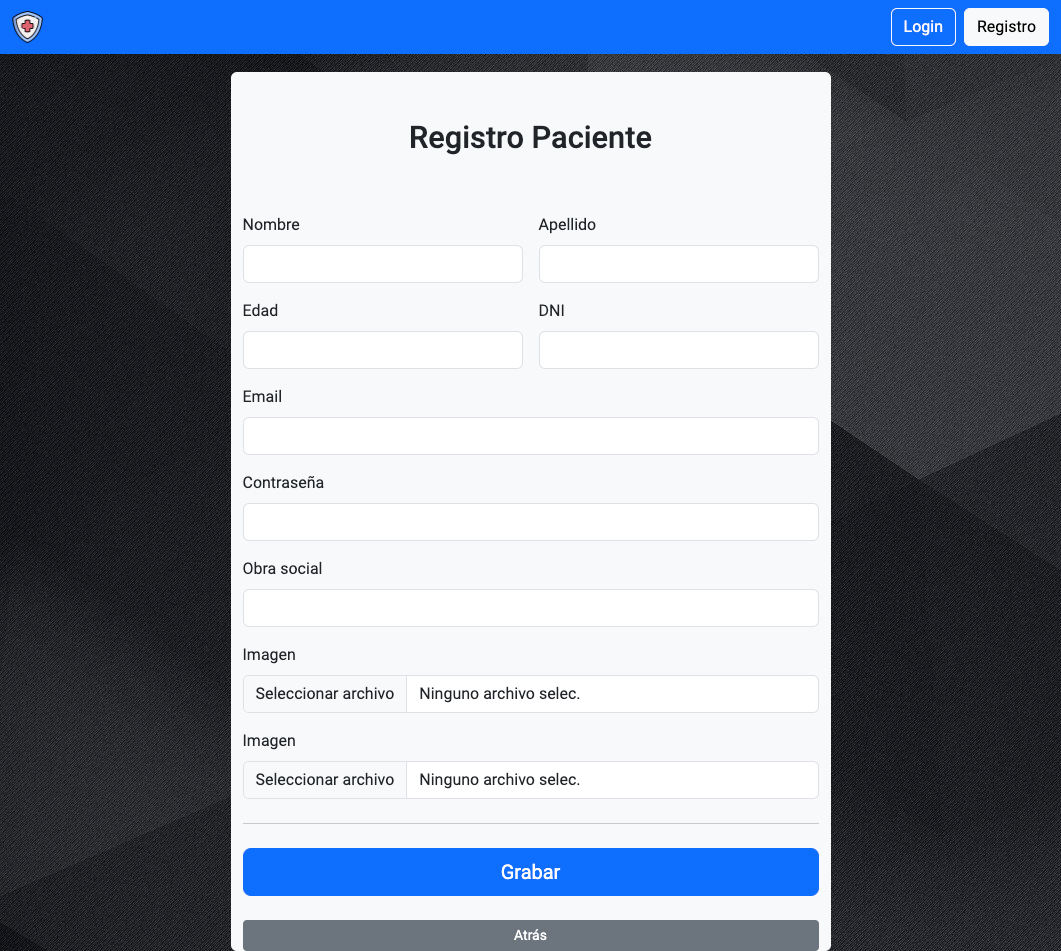 Login Registro
Registro Paciente
Nombre Apellido
Edad DNI
Email
Contraseña
Obra social
Imagen
Seleccionar archivo Ninguno archivo selec.
Imagen
Seleccionar archivo Ninguno archivo selec.
Grabar
Atrás